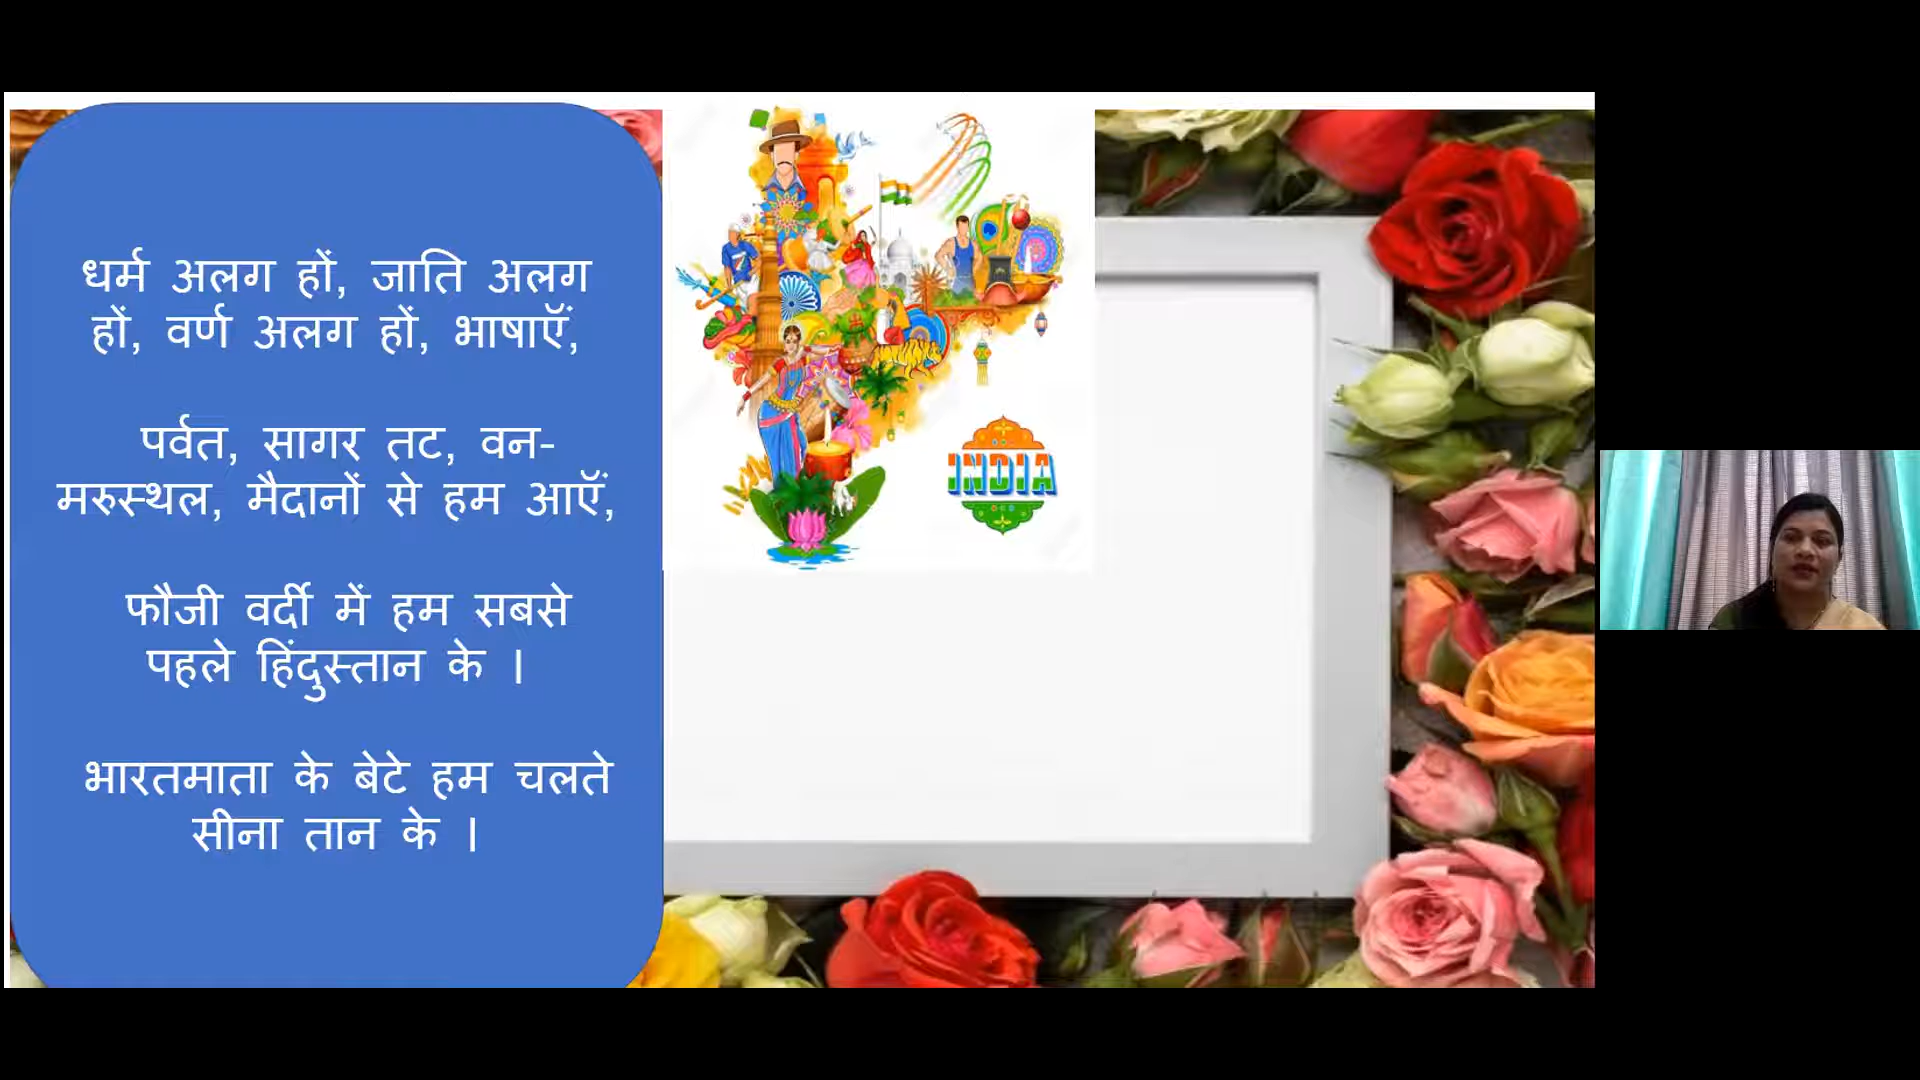 धर्म अलग हों, जाति अलग
हों, वर्ण अलग हों, भाषाएँ,
पर्वत, सागर तट, वन-
मरुस्थल, मैदानों से हम आएँ,
फौजी वर्दी में हम सबसे
पहले हिंदुस्तान के ।
भारतमाता के बेटे हम चलते
सीना तान के ।
INDIA